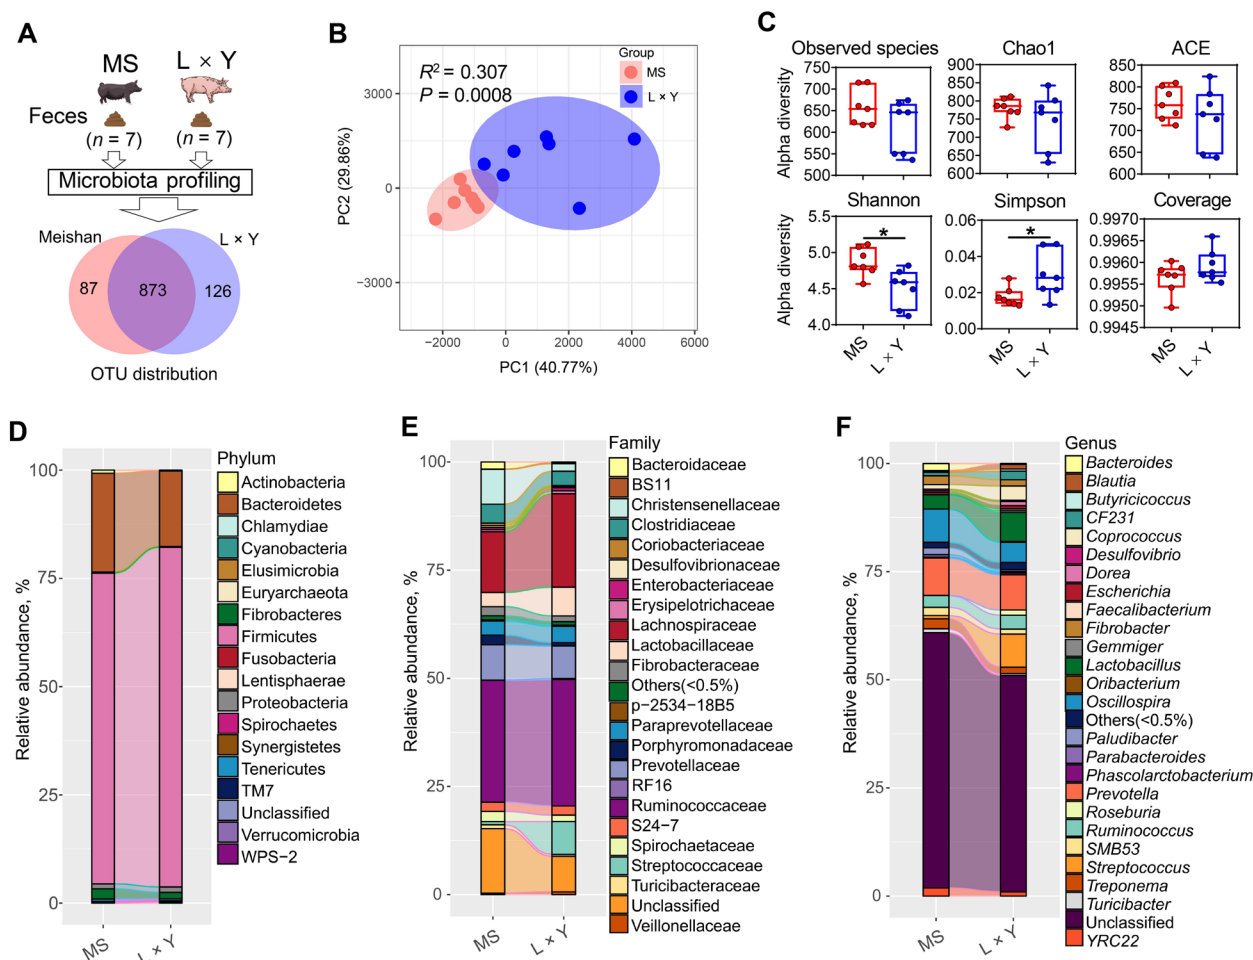 A
MS
L × Y
Feces
(n = 7)
(n = 7)
Microbiota profiling
Meishan
L × Y
87
873
126
OTU distribution
B
R² = 0.307
P = 0.0008
Group
MS
L × Y
PC2 (29.86%)
3000
0
−3000
−2000
0
2000
4000
6000
PC1 (40.77%)
C
Observed species
Alpha diversity
750
700
650
600
550
500
Chao1
900
850
800
750
700
650
600
ACE
850
800
750
700
650
600
Shannon
Alpha diversity
5.5
5.0
4.5
4.0
*
MS
L × Y
Simpson
0.06
0.04
0.02
0.00
*
MS
L × Y
Coverage
0.9970
0.9965
0.9960
0.9955
0.9950
0.9945
MS
L × Y
D
Relative abundance, %
100
75
50
25
0
MS
L × Y
Phylum
Actinobacteria
Bacteroidetes
Chlamydiae
Cyanobacteria
Elusimicrobia
Euryarchaeota
Fibrobacteres
Firmicutes
Fusobacteria
Lentisphaerae
Proteobacteria
Spirochaetes
Synergistetes
Tenericutes
TM7
Unclassified
Verrucomicrobia
WPS−2
E
Relative abundance, %
100
75
50
25
0
MS
L × Y
Family
Bacteroidaceae
BS11
Christensenellaceae
Clostridiaceae
Coriobacteriaceae
Desulfovibrionaceae
Enterobacteriaceae
Erysipelotrichaceae
Lachnospiraceae
Lactobacillaceae
Fibrobacteraceae
Others(<0.5%)
p−2534−18B5
Paraprevotellaceae
Porphyromonadaceae
Prevotellaceae
RF16
Ruminococcaceae
S24−7
Spirochaetaceae
Streptococcaceae
Turicibacteraceae
Unclassified
Veillonellaceae
F
Relative abundance, %
100
75
50
25
0
MS
L × Y
Genus
Bacteroides
Blautia
Butyricicoccus
CF231
Coprococcus
Desulfovibrio
Dorea
Escherichia
Faecalibacterium
Fibrobacter
Gemmiger
Lactobacillus
Oribacterium
Oscillospira
Others(<0.5%)
Paludibacter
Parabacteroides
Phascolarctobacterium
Prevotella
Roseburia
Ruminococcus
SMB53
Streptococcus
Treponema
Turicibacter
Unclassified
YRC22